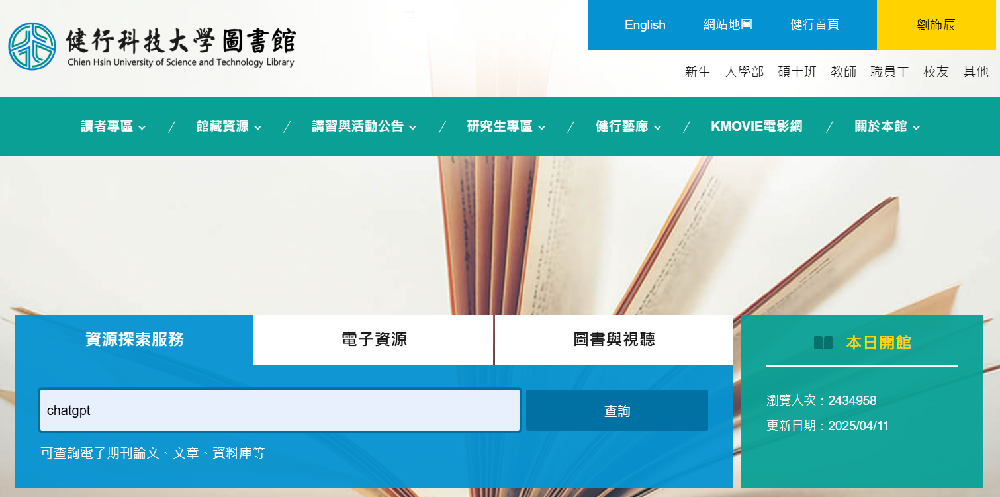 健行科技大學圖書館
Chien Hsin University of Science and Technology Library
English 網站地圖 健行首頁 劉斾辰
新生 大學部 碩士班 教師 職員工 校友 其他
讀者專區 / 館藏資源 / 講習與活動公告 / 研究生專區 / 健行藝廊 / KMOVIE電影網 / 關於本館
資源探索服務 電子資源 圖書與視聽
chatgpt 查詢
可查詢電子期刊論文、文章、資料庫等
本日開館
瀏覽人次：2434958
更新日期：2025/04/11